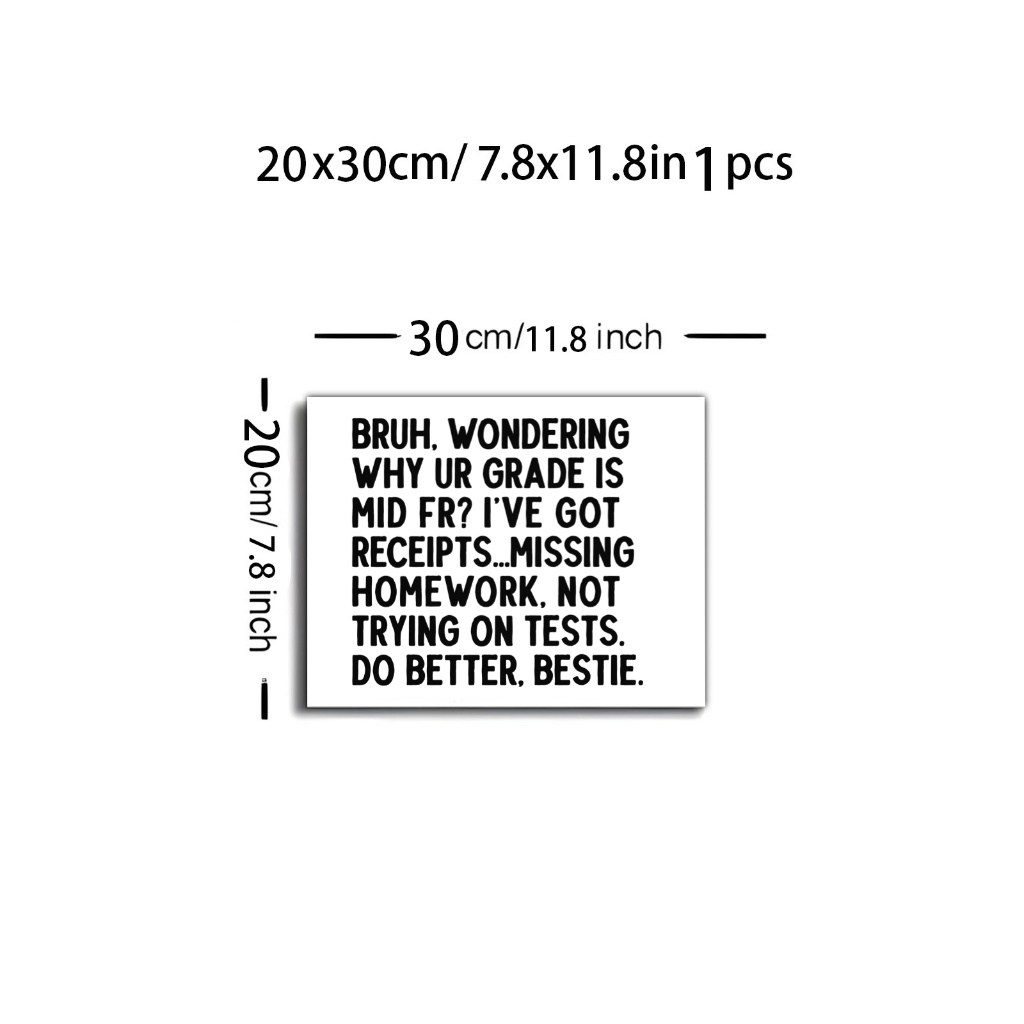 20x30cm/ 7.8x11.8in 1 pcs
30 cm/11.8 inch
20cm/ 7.8 inch
BRUH, WONDERING
WHY UR GRADE IS
MID FR? I'VE GOT
RECEIPTS...MISSING
HOMEWORK, NOT
TRYING ON TESTS.
DO BETTER, BESTIE.